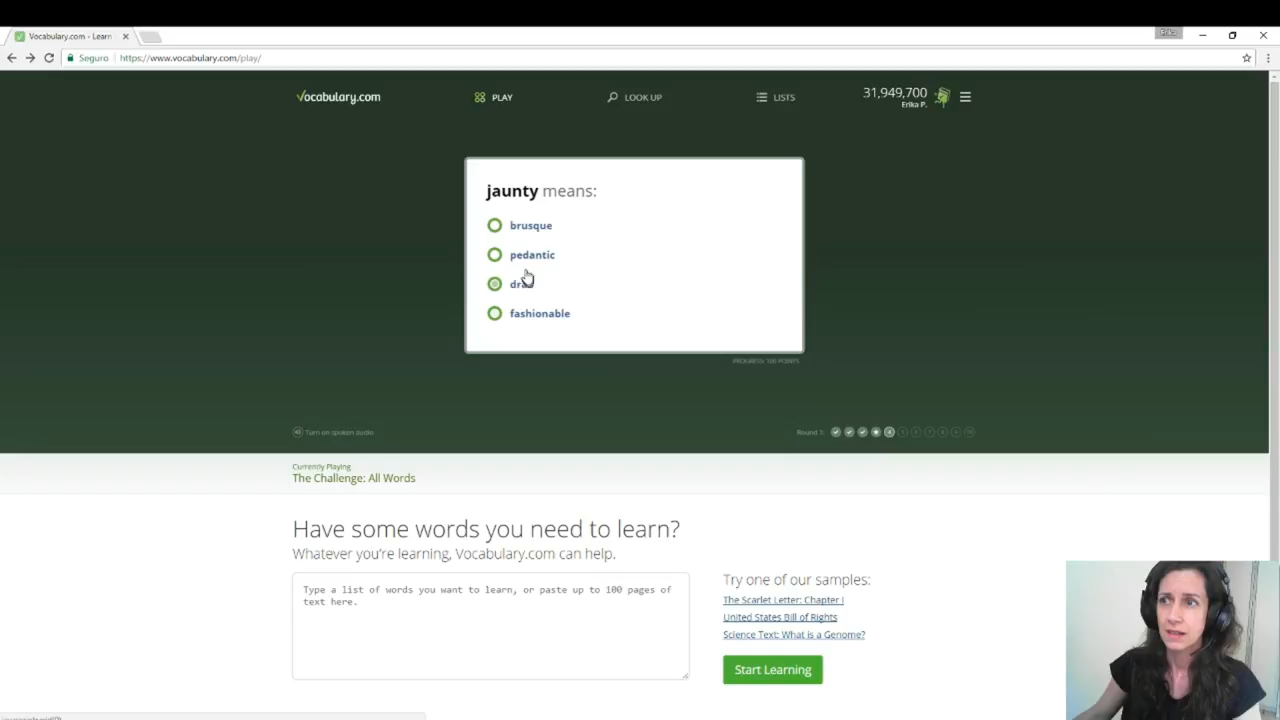 Vocabulary.com - Learn
Erika
Seguro
https://www.vocabulary.com/play/
Vocabulary.com
PLAY
LOOK UP
LISTS
31,949,700
Erika P.
jaunty means:
brusque
pedantic
fashionable
PROGRESS: 100 POINTS
Turn on spoken audio
Round 1:
Currently Playing
The Challenge: All Words
Have some words you need to learn?
Whatever you're learning, Vocabulary.com can help.
Type a list of words you want to learn, or paste up to 100 pages of
text here.
Try one of our samples:
The Scarlet Letter: Chapter I
United States Bill of Rights
Science Text: What is a Genome?
Start Learning